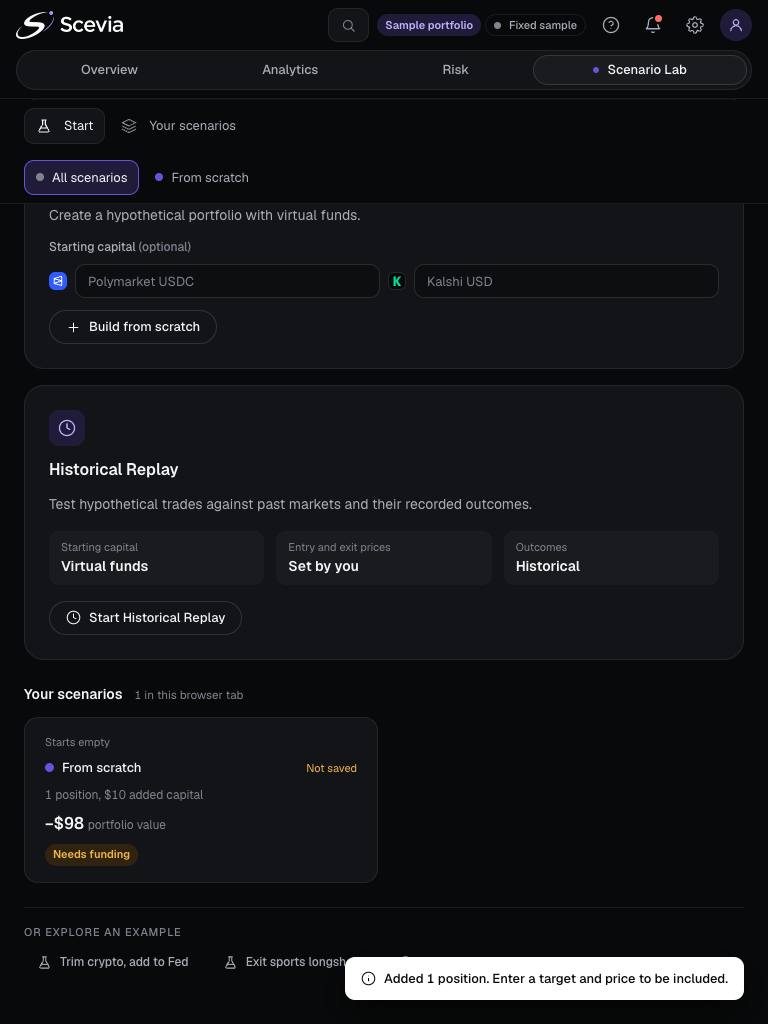 Scevia
Sample portfolio
Fixed sample
Overview
Analytics
Risk
Scenario Lab
Start
Your scenarios
All scenarios
From scratch
Create a hypothetical portfolio with virtual funds.
Starting capital (optional)
Polymarket USDC
K
Kalshi USD
Build from scratch
Historical Replay
Test hypothetical trades against past markets and their recorded outcomes.
Starting capital
Virtual funds
Entry and exit prices
Set by you
Outcomes
Historical
Start Historical Replay
Your scenarios
1 in this browser tab
Starts empty
From scratch
Not saved
1 position, $10 added capital
–$98 portfolio value
Needs funding
OR EXPLORE AN EXAMPLE
Trim crypto, add to Fed
Exit sports longsh
Added 1 position. Enter a target and price to be included.